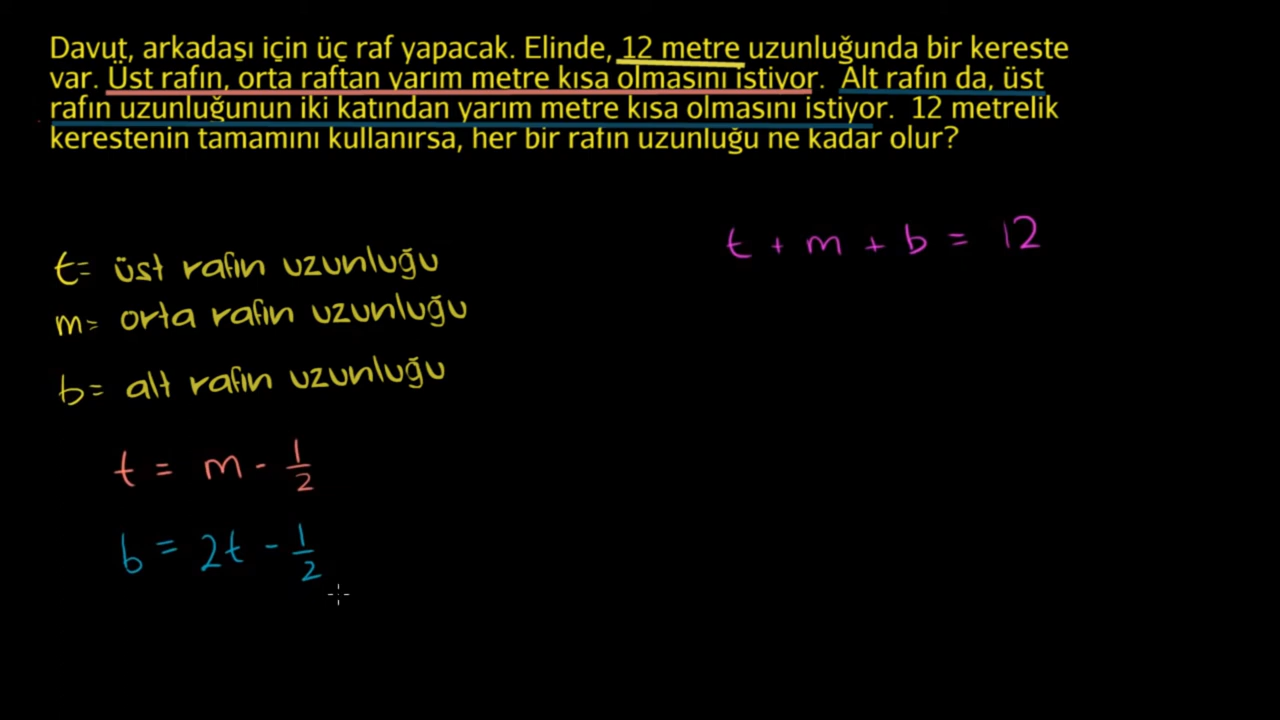 Davut, arkadaşı için üç raf yapacak. Elinde, 12 metre uzunluğunda bir kereste
var. Üst rafın, orta raftan yarım metre kısa olmasını istiyor. Alt rafın da, üst
rafın uzunluğunun iki katından yarım metre kısa olmasını istiyor. 12 metrelik
kerestenin tamamını kullanırsa, her bir rafın uzunluğu ne kadar olur?
t + m + b = 12
t= üst rafın uzunluğu
m= orta rafın uzunluğu
b= alt rafın uzunluğu
t = m - 1/2
b = 2t - 1/2